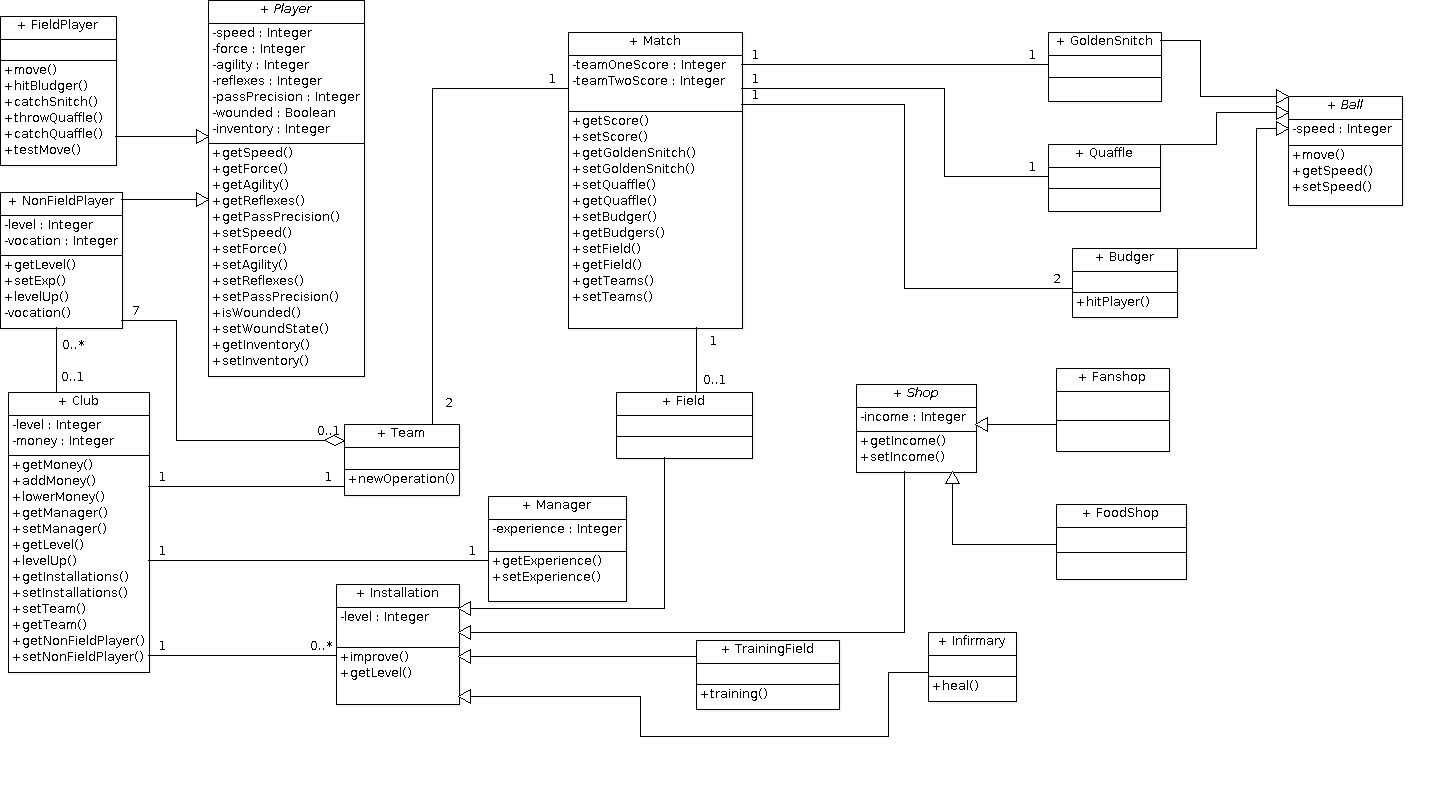 + FieldPlayer
+move()
+hitBludger()
+catchSnitch()
+throwQuaffle()
+catchQuaffle()
+testMove()
+ Player
-speed : Integer
-force : Integer
-agility : Integer
-reflexes : Integer
-passPrecision : Integer
-wounded : Boolean
-inventory : Integer
+getSpeed()
+getForce()
+getAgility()
+getReflexes()
+getPassPrecision()
+setSpeed()
+setForce()
+setAgility()
+setReflexes()
+setPassPrecision()
+isWounded()
+setWoundState()
+getInventory()
+setInventory()
+ NonFieldPlayer
-level : Integer
-vocation : Integer
+getLevel()
+setExp()
+levelUp()
-vocation()
7
0..*
0..1
+ Club
-level : Integer
-money : Integer
+getMoney()
+addMoney()
+lowerMoney()
+getManager()
+setManager()
+getLevel()
+levelUp()
+getInstallations()
+setInstallations()
+setTeam()
+getTeam()
+getNonFieldPlayer()
+setNonFieldPlayer()
1
1
1
1
1
0..*
0..1
2
1
+ Team
+newOperation()
+ Match
-teamOneScore : Integer
-teamTwoScore : Integer
+getScore()
+setScore()
+getGoldenSnitch()
+setGoldenSnitch()
+setQuaffle()
+getQuaffle()
+setBudger()
+getBudgers()
+setField()
+getField()
+getTeams()
+setTeams()
1
1
1
1
1
2
1
0..1
+ GoldenSnitch
+ Quaffle
+ Budger
+hitPlayer()
+ Ball
-speed : Integer
+move()
+getSpeed()
+setSpeed()
+ Field
+ Manager
-experience : Integer
+getExperience()
+setExperience()
+ Installation
-level : Integer
+improve()
+getLevel()
+ Shop
-income : Integer
+getIncome()
+setIncome()
+ Fanshop
+ FoodShop
+ TrainingField
+training()
+ Infirmary
+heal()